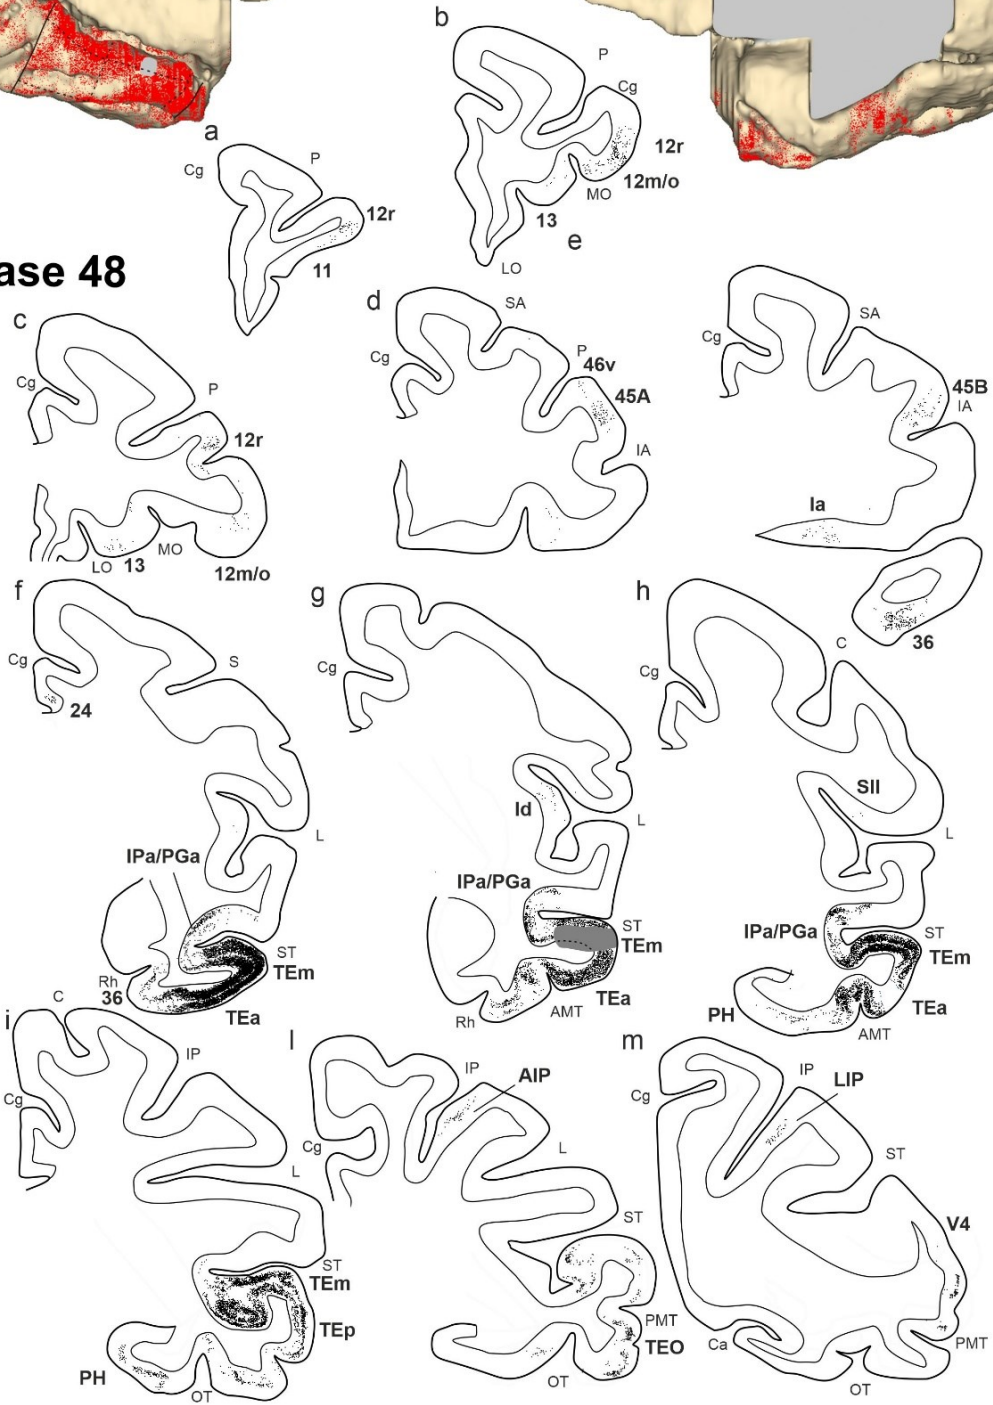 b
P
Cg
a
12r
Cg
P
MO
12m/o
12r
13
e
11
LO
ase 48
c
d
SA
SA
Cg
P
Cg
P
46v
Cg
45A
45B
IA
12r
IA
Ia
LO
13
MO
12m/o
f
g
h
36
C
Cg
S
Cg
Cg
24
SII
Id
L
L
L
IPa/PGa
IPa/PGa
IPa/PGa
ST
ST
ST
TEm
TEm
TEm
Rh
36
TEa
TEa
TEa
PH
Rh
AMT
AMT
i
C
l
m
IP
IP
IP
AIP
LIP
Cg
Cg
Cg
L
L
ST
ST
ST
V4
TEm
TEp
PMT
TEO
Ca
PMT
PH
OT
OT
OT